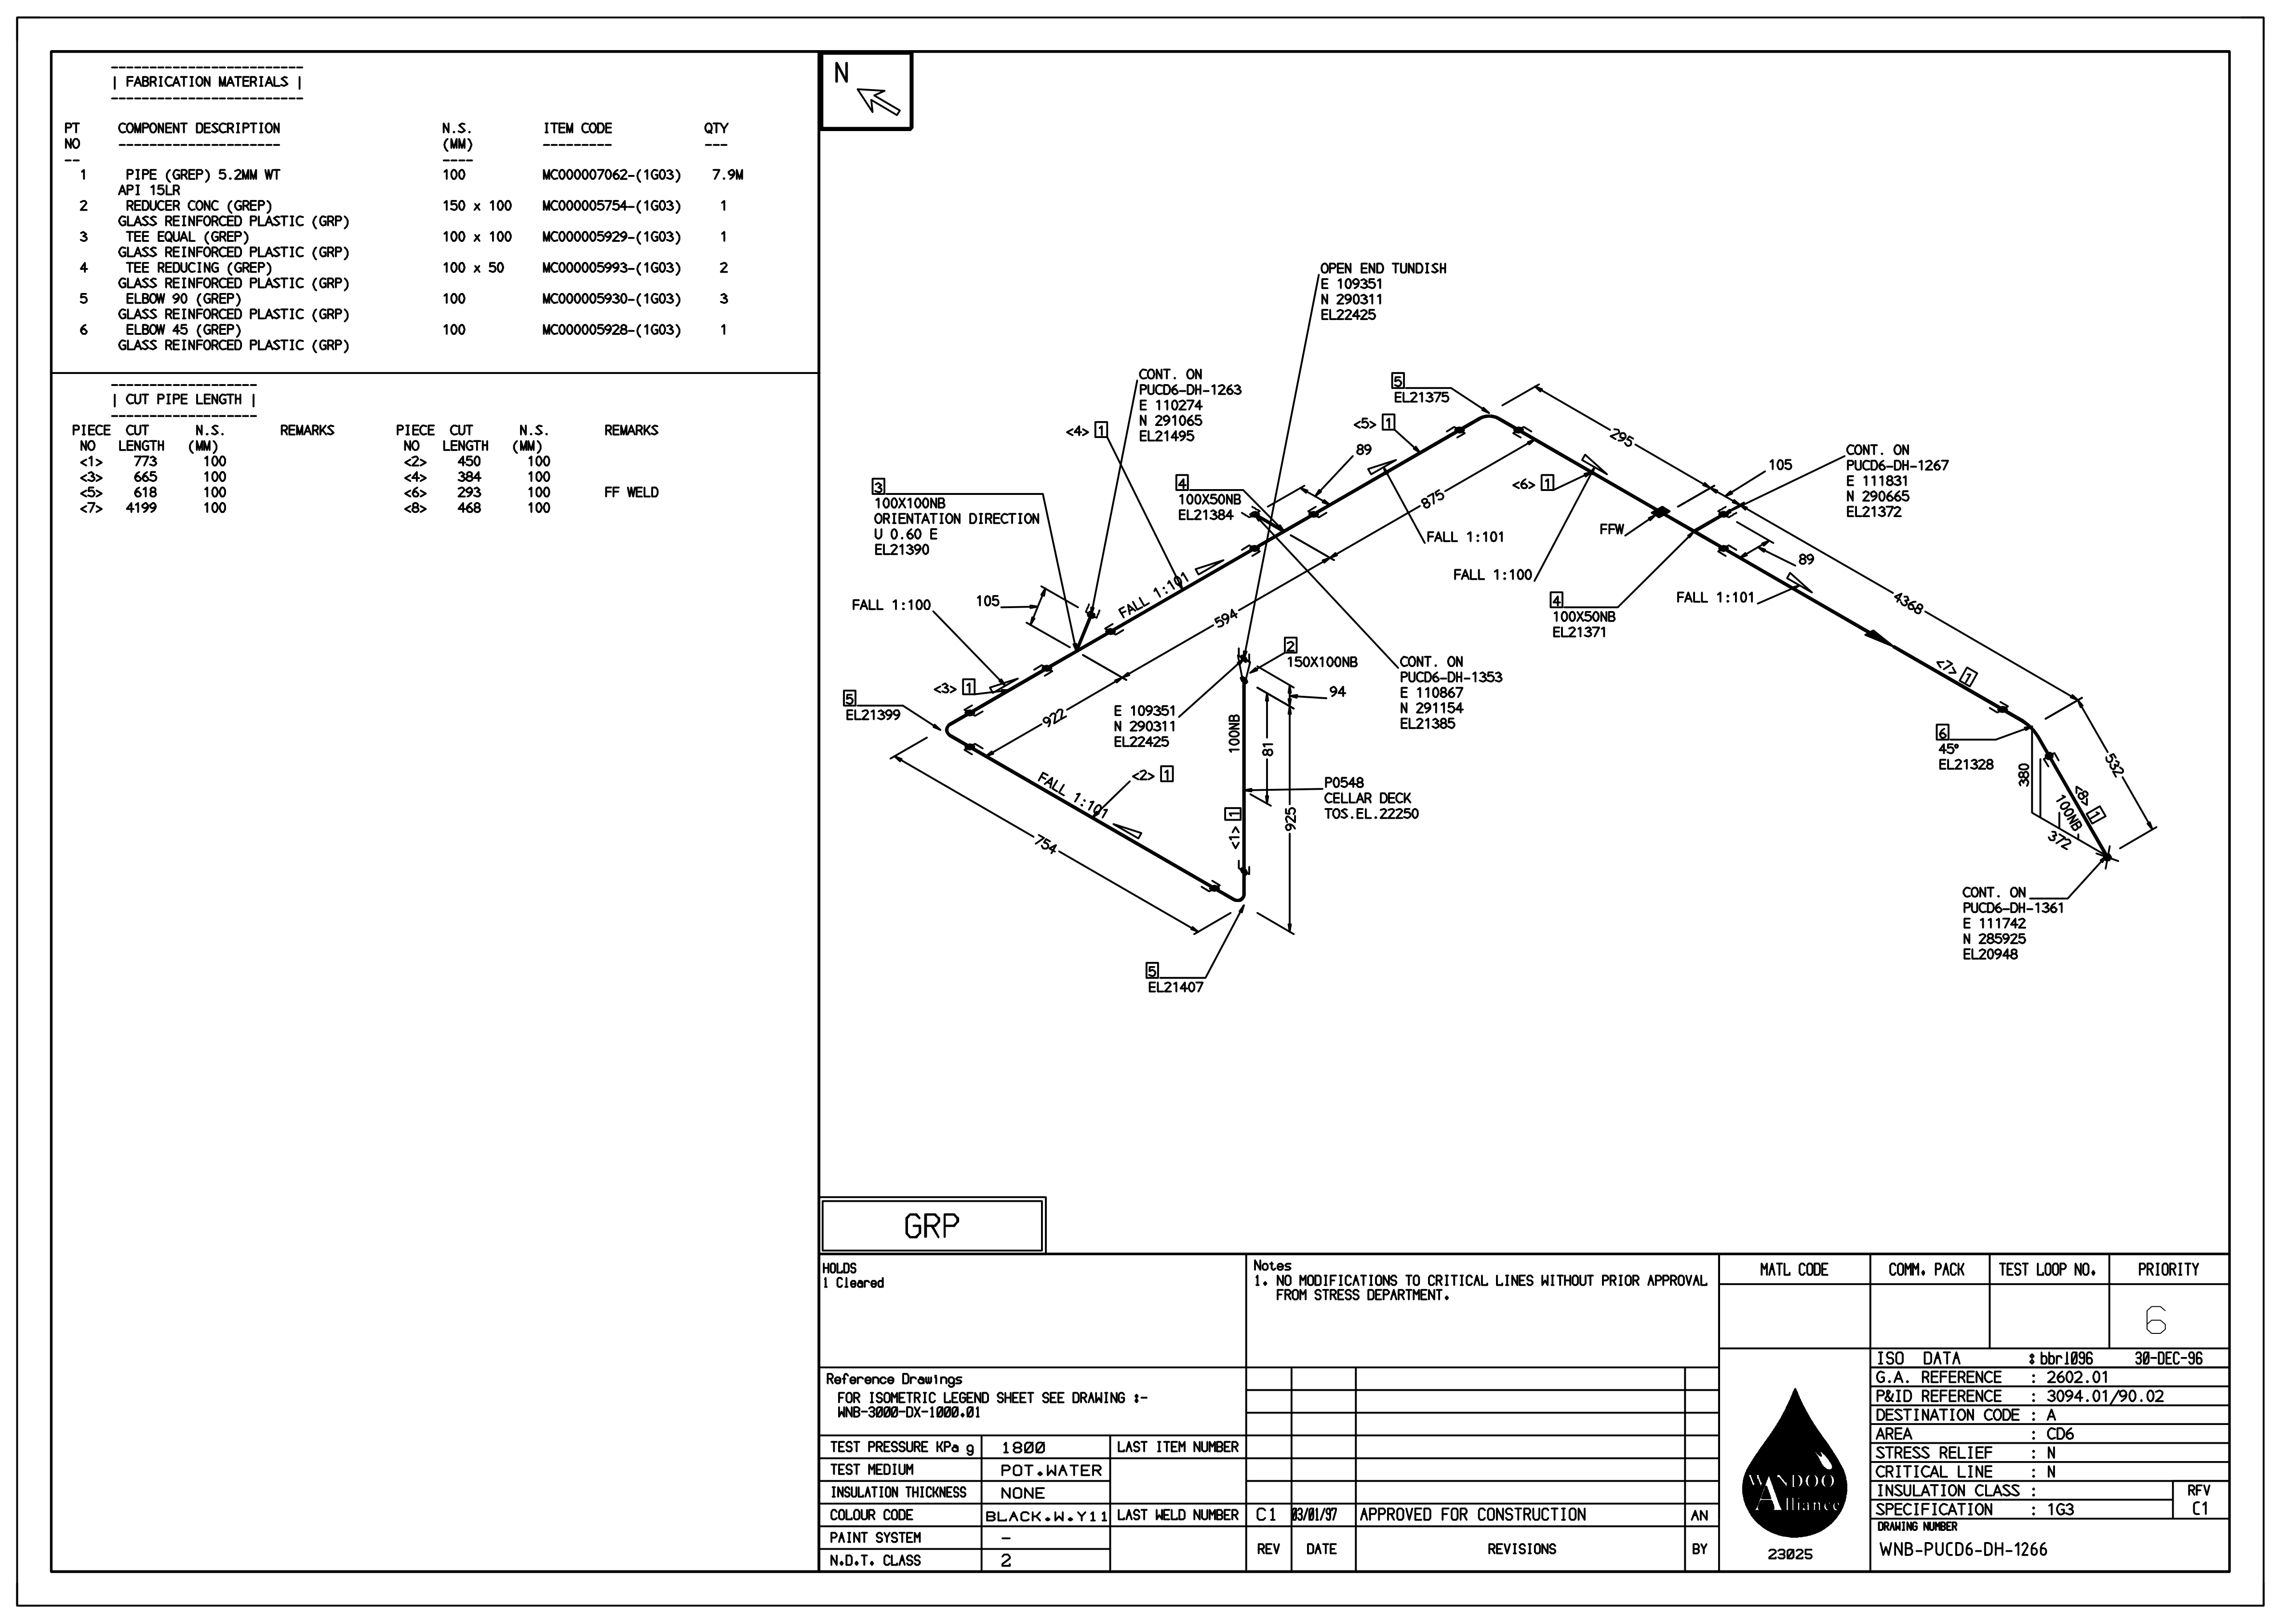 | FABRICATION MATERIALS |
PT NO COMPONENT DESCRIPTION N.S. (MM) ITEM CODE QTY
1 PIPE (GREP) 5.2MM WT 100 MC000007062-(1G03) 7.9M
API 15LR
2 REDUCER CONC (GREP) 150 x 100 MC000005754-(1G03) 1
GLASS REINFORCED PLASTIC (GRP)
3 TEE EQUAL (GREP) 100 x 100 MC000005929-(1G03) 1
GLASS REINFORCED PLASTIC (GRP)
4 TEE REDUCING (GREP) 100 x 50 MC000005993-(1G03) 2
GLASS REINFORCED PLASTIC (GRP)
5 ELBOW 90 (GREP) 100 MC000005930-(1G03) 3
GLASS REINFORCED PLASTIC (GRP)
6 ELBOW 45 (GREP) 100 MC000005928-(1G03) 1
GLASS REINFORCED PLASTIC (GRP)
| CUT PIPE LENGTH |
PIECE CUT N.S. REMARKS PIECE CUT N.S. REMARKS
NO LENGTH (MM) NO LENGTH (MM)
<1> 773 100 <2> 450 100
<3> 665 100 <4> 384 100
<5> 618 100 <6> 293 100 FF WELD
<7> 4199 100 <8> 468 100
N
OPEN END TUNDISH
E 109351
N 290311
EL22425
CONT. ON
PUCD6-DH-1263
E 110274
N 291065
EL21495
5
EL21375
<4> 1
<5> 1
89
295
CONT. ON
PUCD6-DH-1267
E 111831
N 290665
EL21372
105
3
100X100NB
ORIENTATION DIRECTION
U 0.60 E
EL21390
4
100X50NB
EL21384
875
<6> 1
FFW
FALL 1:101
FALL 1:100
89
FALL 1:101
4368
4
100X50NB
EL21371
FALL 1:100
105
FALL 1:101
594
<3> 1
5
EL21399
922
2
150X100NB
94
CONT. ON
PUCD6-DH-1353
E 110867
N 291154
EL21385
E 109351
N 290311
EL22425
100NB
81
<7> 1
6
45°
EL21328
380
532
<8> 1
100NB
372
FALL 1:101
<2> 1
P0548
CELLAR DECK
TOS.EL.22250
<1> 1
925
754
CONT. ON
PUCD6-DH-1361
E 111742
N 285925
EL20948
5
EL21407
GRP
HOLDS
1 Cleared
Notes
1. NO MODIFICATIONS TO CRITICAL LINES WITHOUT PRIOR APPROVAL
FROM STRESS DEPARTMENT.
MATL CODE COMM. PACK TEST LOOP NO. PRIORITY
6
Reference Drawings
FOR ISOMETRIC LEGEND SHEET SEE DRAWING :-
WNB-3000-DX-1000.01
TEST PRESSURE KPa g 1800 LAST ITEM NUMBER
TEST MEDIUM POT.WATER
INSULATION THICKNESS NONE
COLOUR CODE BLACK.W.Y11 LAST WELD NUMBER
PAINT SYSTEM -
N.D.T. CLASS 2
C1 03/01/97 APPROVED FOR CONSTRUCTION AN
REV DATE REVISIONS BY
WANDOO
Alliance
23025
ISO DATA : bbr1096 30-DEC-96
G.A. REFERENCE : 2602.01
P&ID REFERENCE : 3094.01/90.02
DESTINATION CODE : A
AREA : CD6
STRESS RELIEF : N
CRITICAL LINE : N
INSULATION CLASS : RFV
SPECIFICATION : 1G3 C1
DRAWING NUMBER
WNB-PUCD6-DH-1266